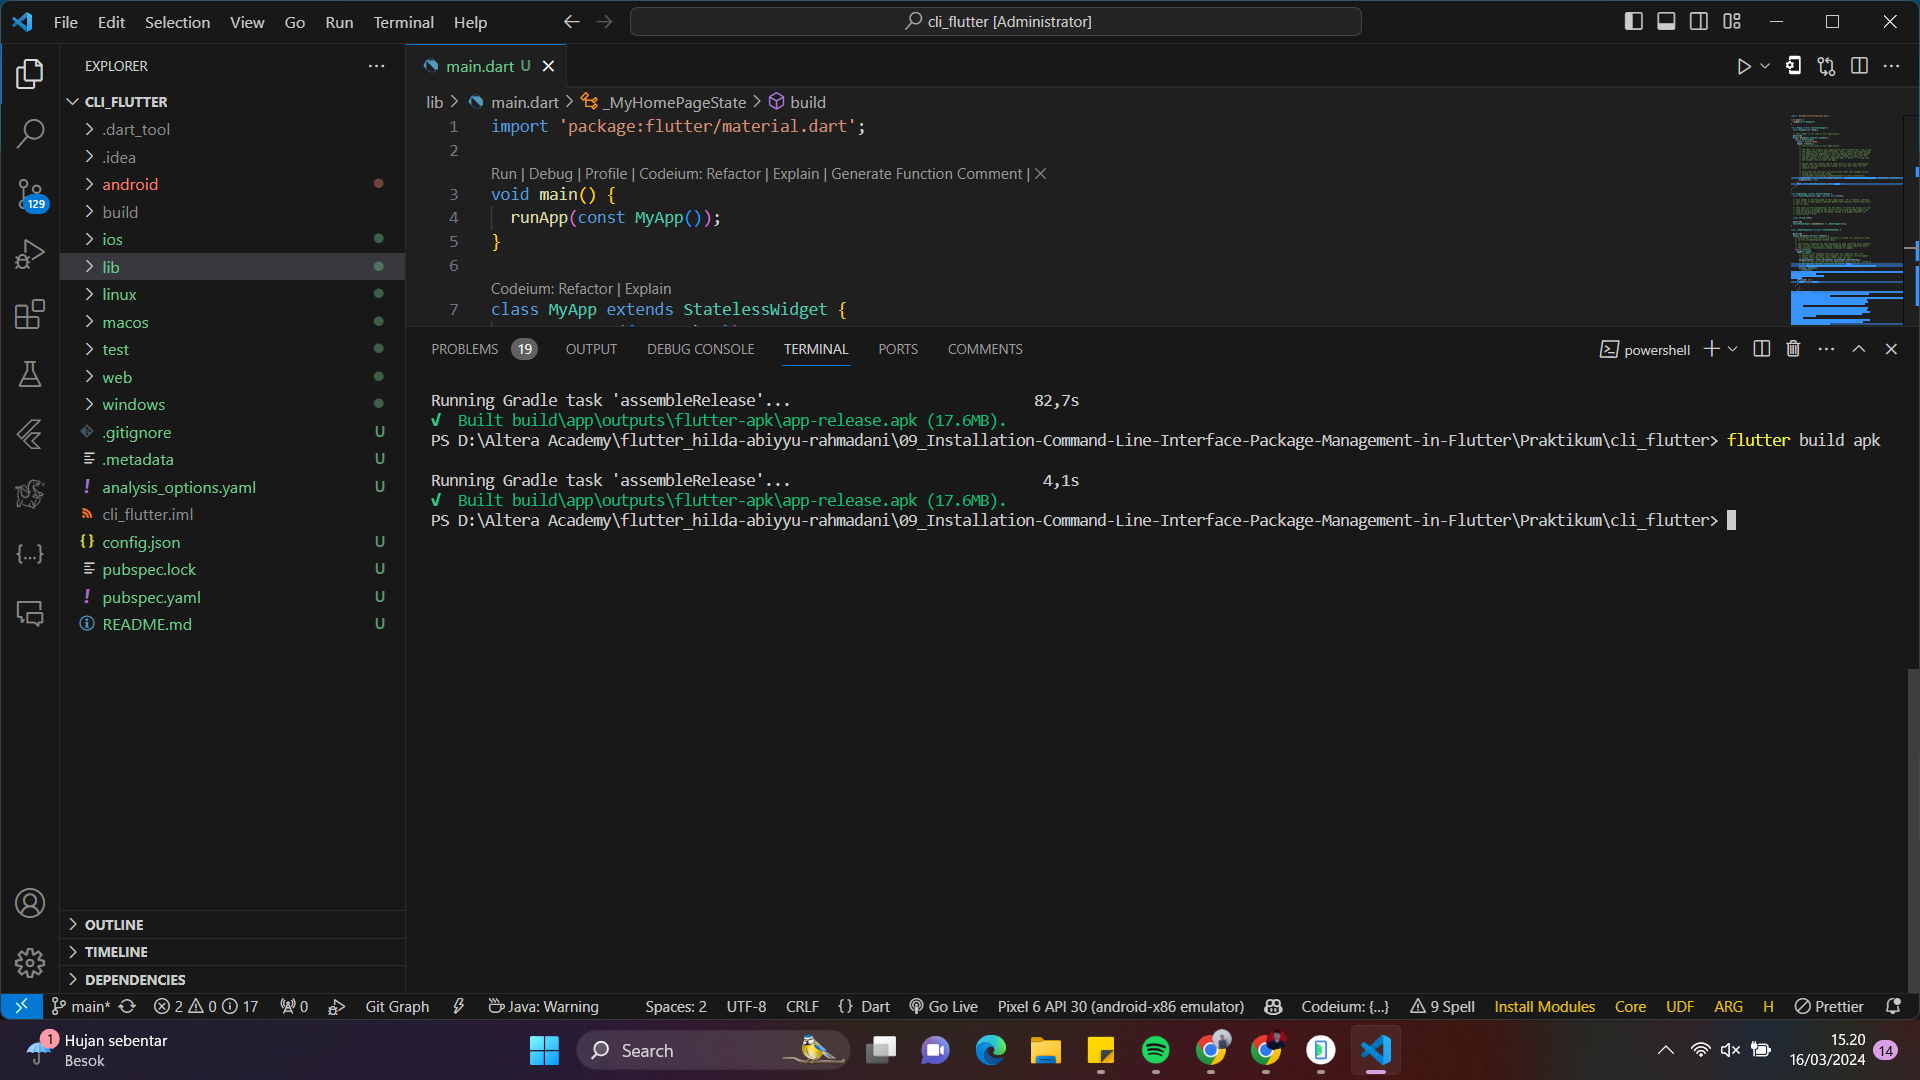 File Edit Selection View Go Run Terminal Help
cli_flutter [Administrator]
EXPLORER
CLI_FLUTTER
.dart_tool
.idea
android
build
ios
lib
linux
macos
test
web
windows
.gitignore U
.metadata U
analysis_options.yaml U
cli_flutter.iml
config.json U
pubspec.lock U
pubspec.yaml U
README.md U
OUTLINE
TIMELINE
DEPENDENCIES
129
main.dart U
lib > main.dart > _MyHomePageState > build
1 import 'package:flutter/material.dart';
2
Run | Debug | Profile | Codeium: Refactor | Explain | Generate Function Comment | X
3 void main() {
4 runApp(const MyApp());
5 }
6
Codeium: Refactor | Explain
7 class MyApp extends StatelessWidget {
PROBLEMS 19 OUTPUT DEBUG CONSOLE TERMINAL PORTS COMMENTS
powershell
Running Gradle task 'assembleRelease'... 82,7s
√ Built build\app\outputs\flutter-apk\app-release.apk (17.6MB).
PS D:\Altera Academy\flutter_hilda-abiyyu-rahmadani\09_Installation-Command-Line-Interface-Package-Management-in-Flutter\Praktikum\cli_flutter> flutter build apk
Running Gradle task 'assembleRelease'... 4,1s
√ Built build\app\outputs\flutter-apk\app-release.apk (17.6MB).
PS D:\Altera Academy\flutter_hilda-abiyyu-rahmadani\09_Installation-Command-Line-Interface-Package-Management-in-Flutter\Praktikum\cli_flutter>
main* 2 0 17 0 Git Graph Java: Warning Spaces: 2 UTF-8 CRLF {} Dart Go Live Pixel 6 API 30 (android-x86 emulator) Codeium: {...} 9 Spell Install Modules Core UDF ARG H Prettier
1 Hujan sebentar
Besok
Search
15.20
16/03/2024
14